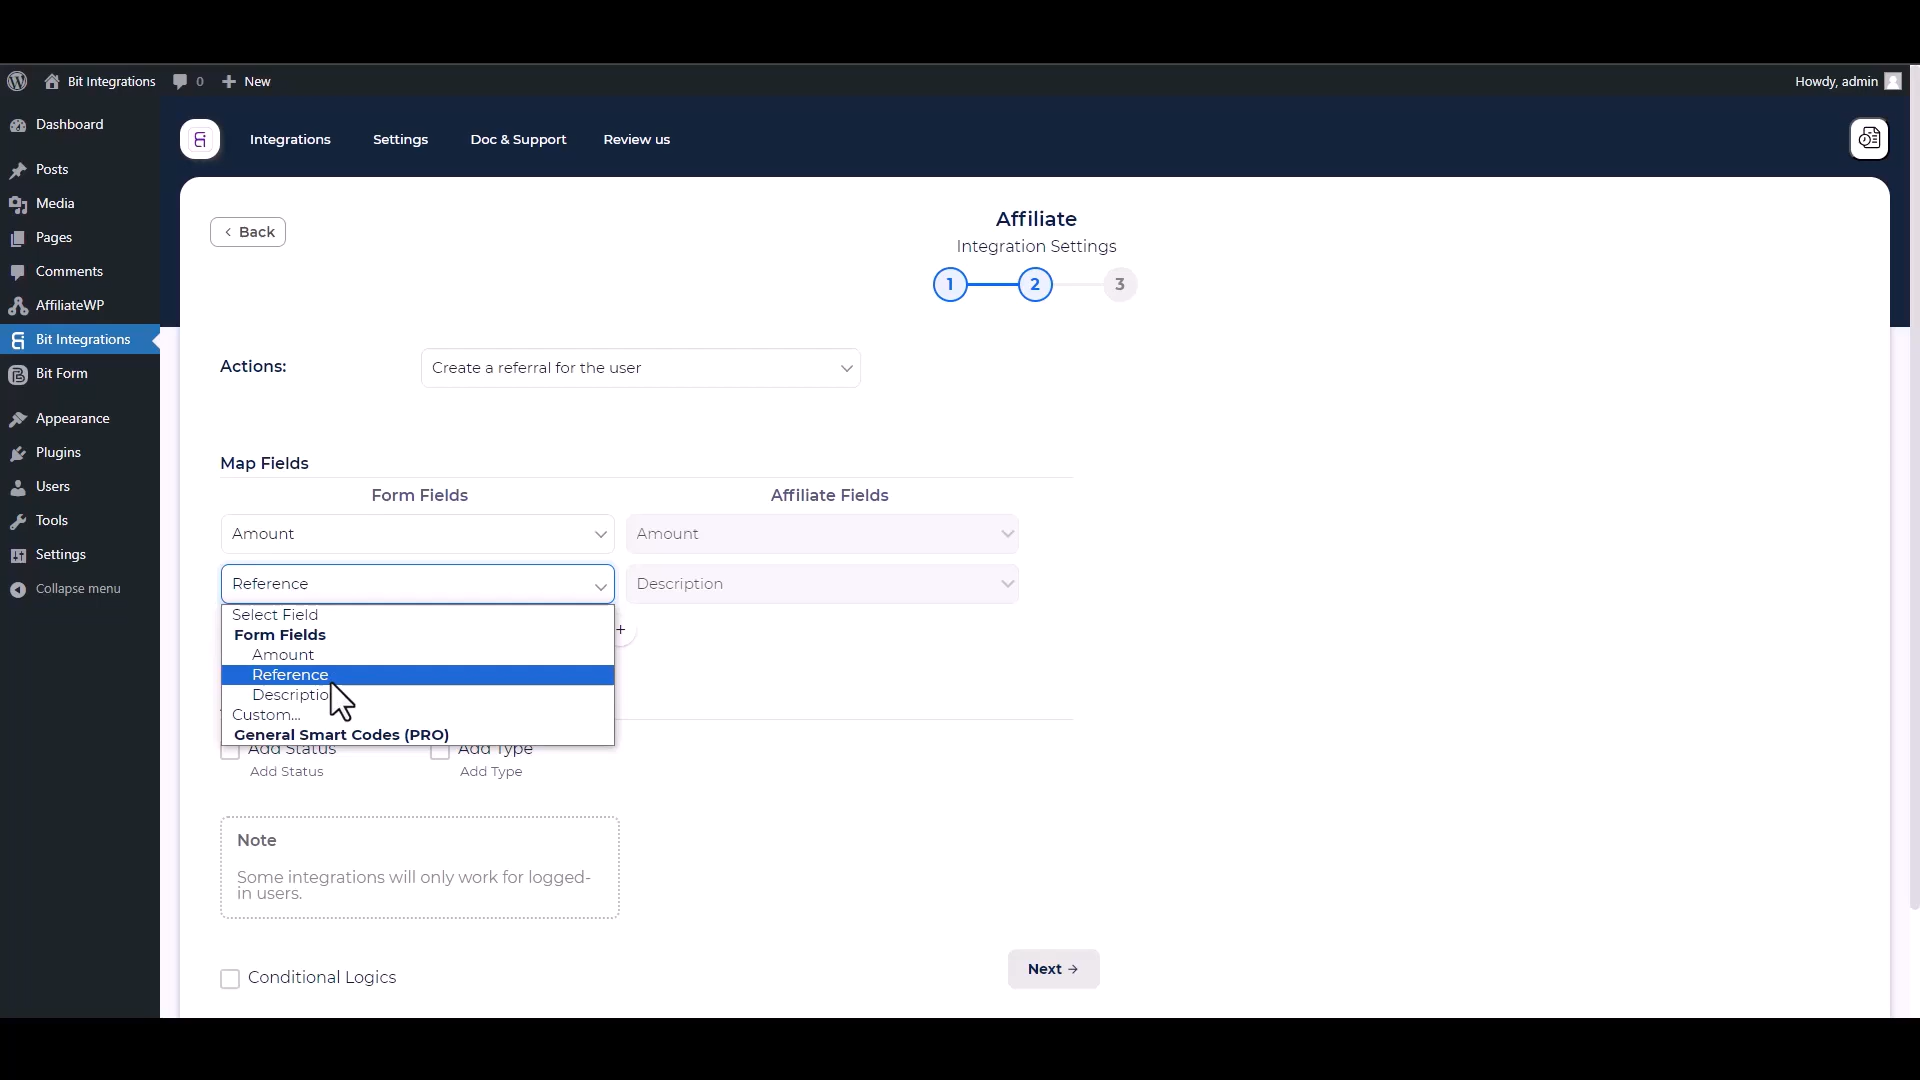 Bit Integrations 0 New Howdy, admin
Dashboard
Integrations Settings Doc & Support Review us
Posts
Media
Pages
Comments
AffiliateWP
Bit Integrations
Bit Form
Appearance
Plugins
Users
Tools
Settings
Collapse menu
Back
Affiliate
Integration Settings
1 2 3
Actions: Create a referral for the user
Map Fields
Form Fields Affiliate Fields
Amount Amount
Reference Description
Select Field
Form Fields
+
Amount
Reference
Descriptio
Custom...
General Smart Codes (PRO)
Add Status Add Type
Add Status Add Type
Note
Some integrations will only work for logged-
in users.
Next →
Conditional Logics